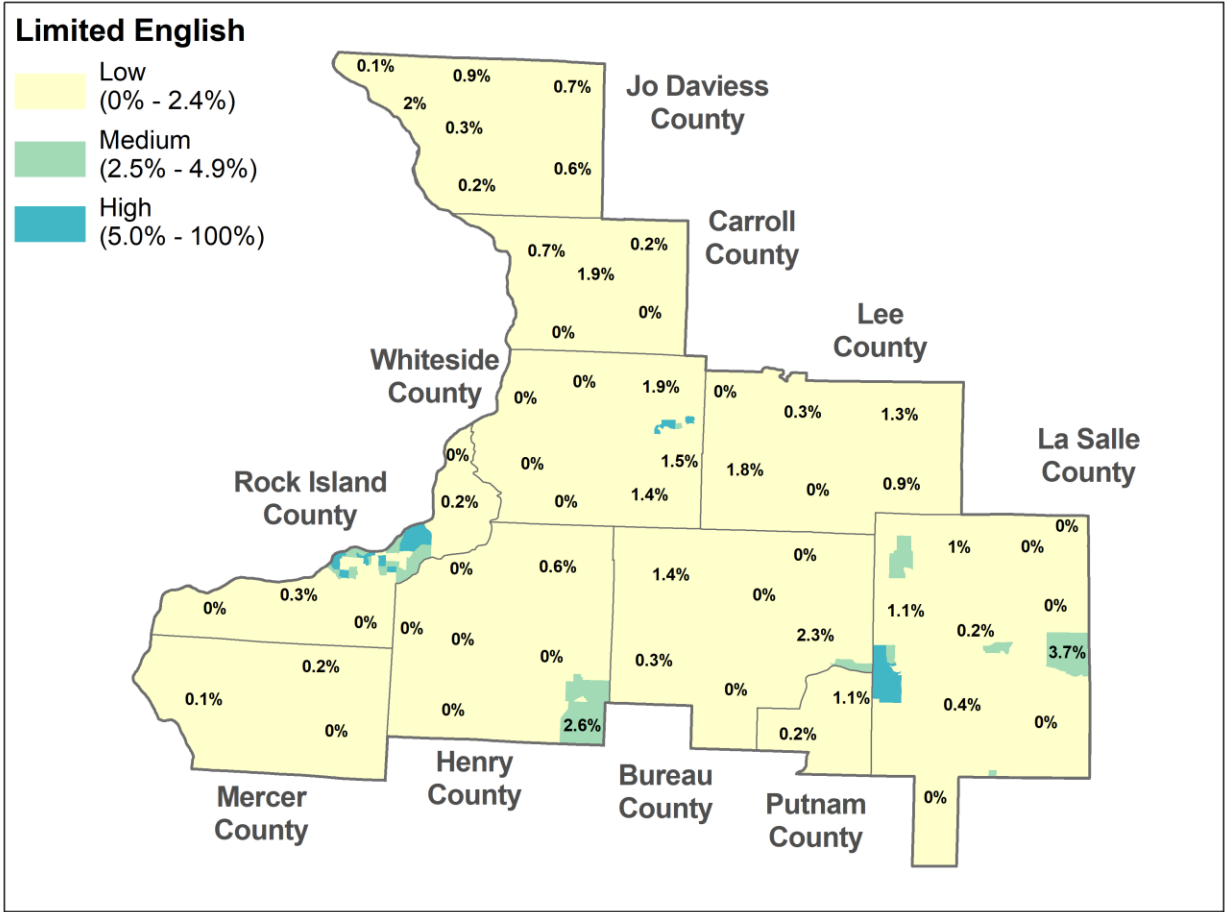 Limited English
Low
(0% - 2.4%)
Medium
(2.5% - 4.9%)
High
(5.0% - 100%)
0.1%
0.9%
0.7%
2%
0.3%
0.6%
0.2%
Jo Daviess
County
0.7%
0.2%
1.9%
0%
0%
Carroll
County
Whiteside
County
0%
0%
1.9%
0%
1.5%
1.4%
0%
Lee
County
0%
0.3%
1.3%
1.8%
0%
0.9%
La Salle
County
0%
1%
0%
1.1%
0%
0.2%
3.7%
0.4%
0%
0%
Rock Island
County
0%
0.2%
0.3%
0%
0%
0.2%
0.1%
0%
Mercer
County
0%
0.6%
0%
0%
0%
0%
2.6%
Henry
County
0%
1.4%
0%
2.3%
0.3%
0%
Bureau
County
1.1%
0.2%
Putnam
County